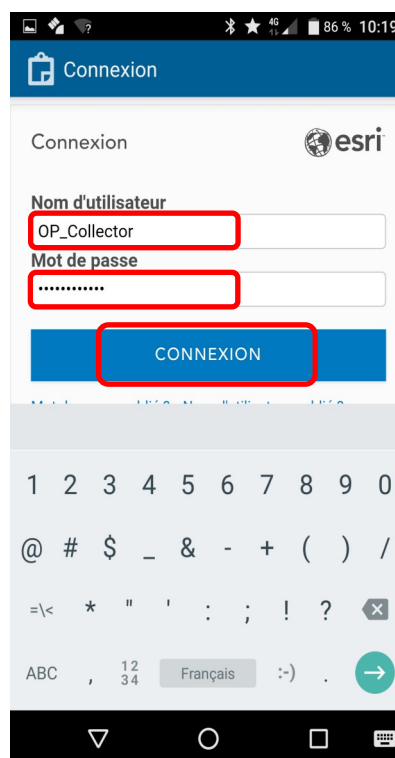 4G 86 % 10:19
Connexion
Connexion esri
Nom d'utilisateur
OP_Collector
Mot de passe
••••••••••••
CONNEXION
1 2 3 4 5 6 7 8 9 0
@ # $ _ & - + ( ) /
=\< * " ' : ; ! ?
ABC , 12 34 Français :-) .